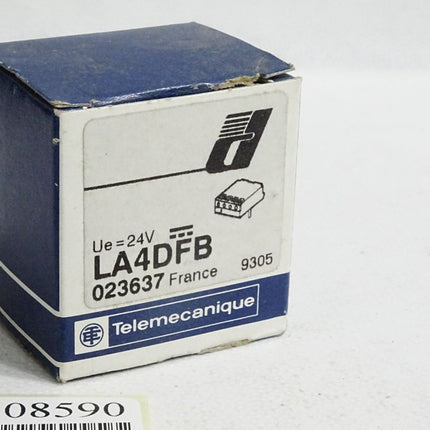 Ue=24V
LA4DFB
023637 France 9305
Telemecanique
08590